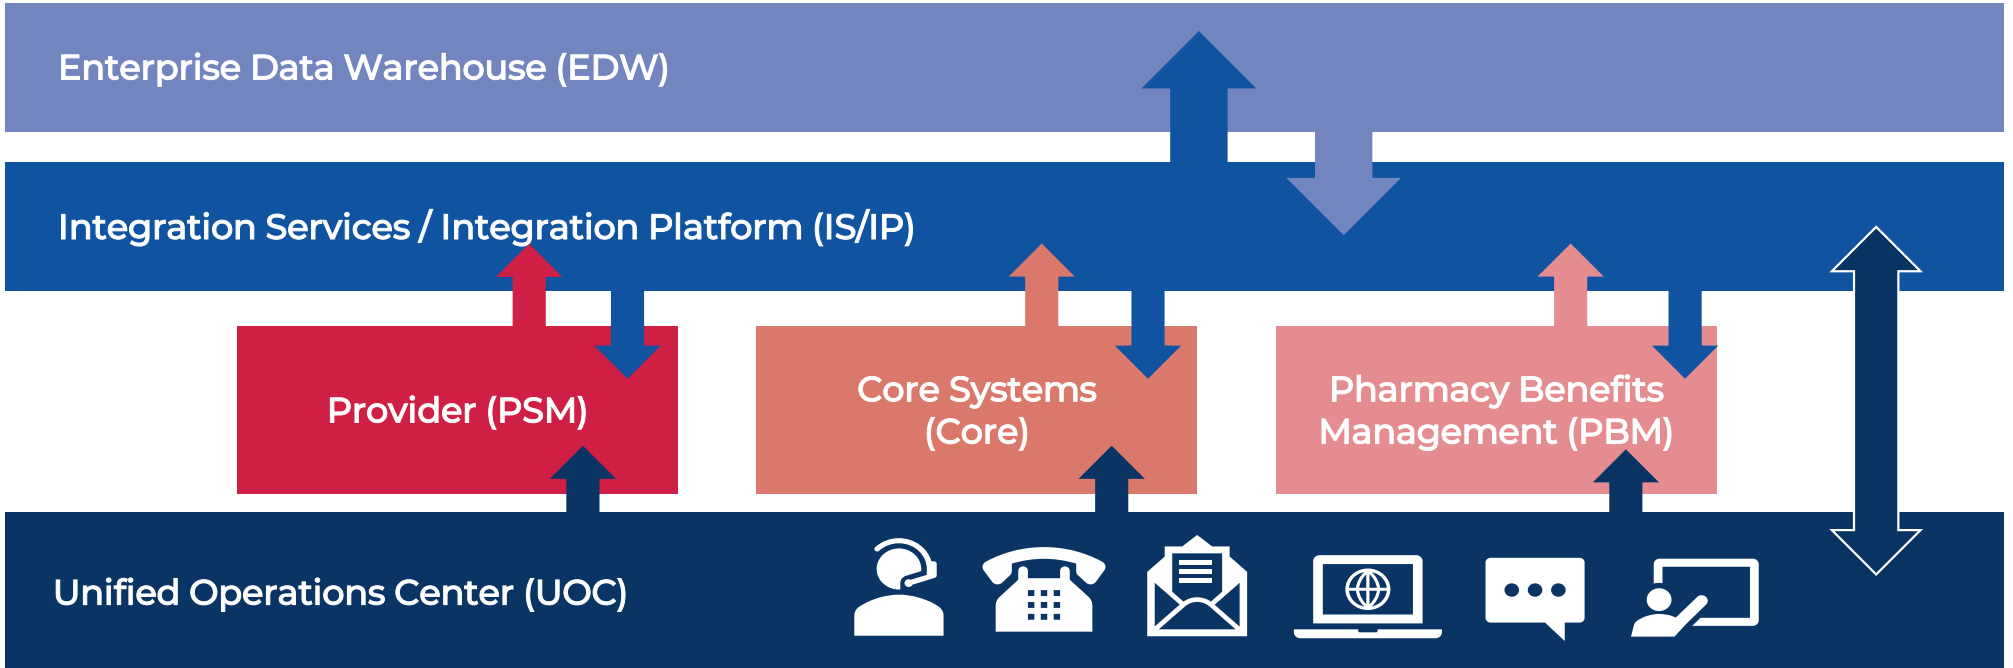 Enterprise Data Warehouse (EDW)
Integration Services / Integration Platform (IS/IP)
Provider (PSM)
Core Systems
(Core)
Pharmacy Benefits
Management (PBM)
Unified Operations Center (UOC)